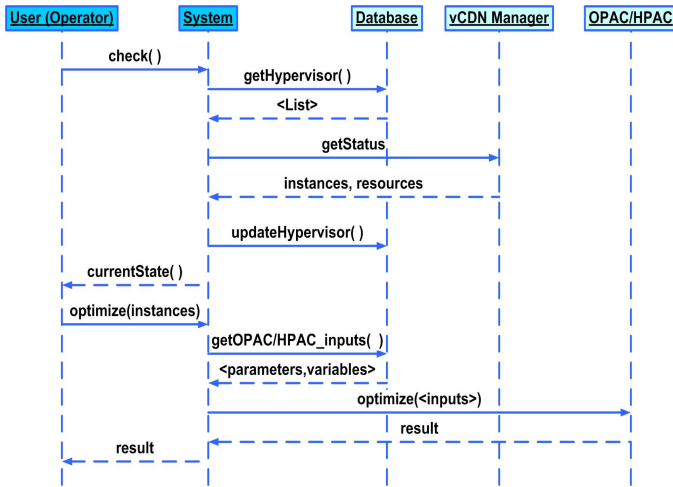 User (Operator)
System
Database
vCDN Manager
OPAC/HPAC
check( )
getHypervisor( )
<List>
getStatus
instances, resources
updateHypervisor( )
currentState( )
optimize(instances)
getOPAC/HPAC_inputs( )
<parameters,variables>
optimize(<inputs>)
result
result